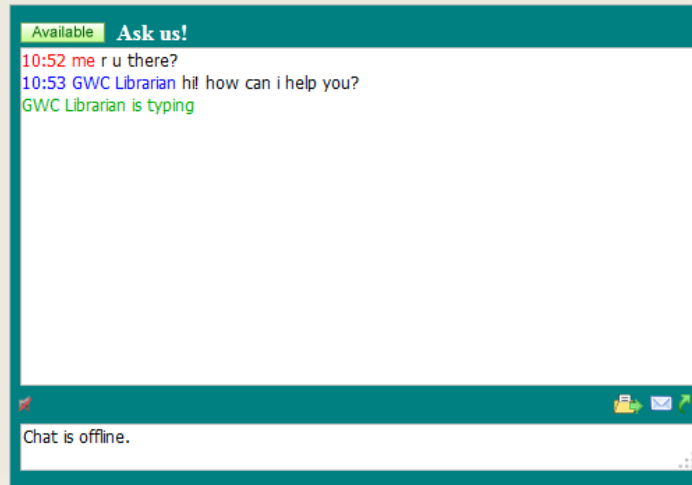 Available Ask us!
10:52 me r u there?
10:53 GWC Librarian hi! how can i help you?
GWC Librarian is typing
Chat is offline.